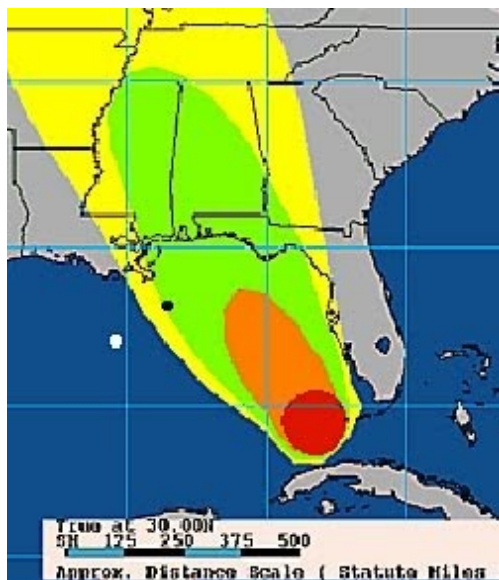 True at 30.00N
SM 125 250 375 500
Approx. Distance Scale ( Statute Miles